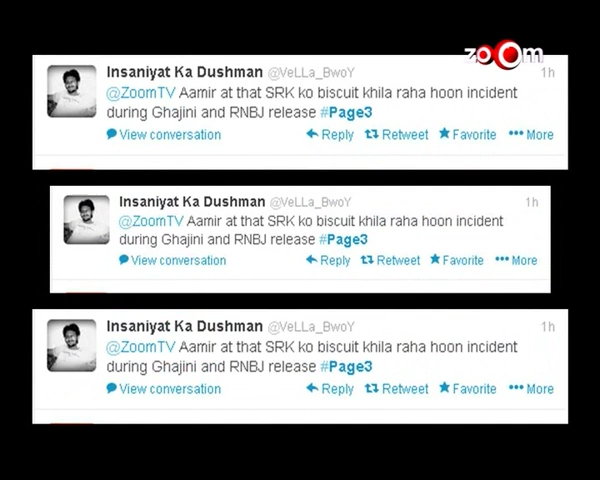 zoom
Insaniyat Ka Dushman @VeLLa_BwoY 1h
@ZoomTV Aamir at that SRK ko biscuit khila raha hoon incident
during Ghajini and RNBJ release #Page3
View conversation Reply Retweet Favorite More
Insaniyat Ka Dushman @VeLLa_BwoY 1h
@ZoomTV Aamir at that SRK ko biscuit khila raha hoon incident
during Ghajini and RNBJ release #Page3
View conversation Reply Retweet Favorite More
Insaniyat Ka Dushman @VeLLa_BwoY 1h
@ZoomTV Aamir at that SRK ko biscuit khila raha hoon incident
during Ghajini and RNBJ release #Page3
View conversation Reply Retweet Favorite More